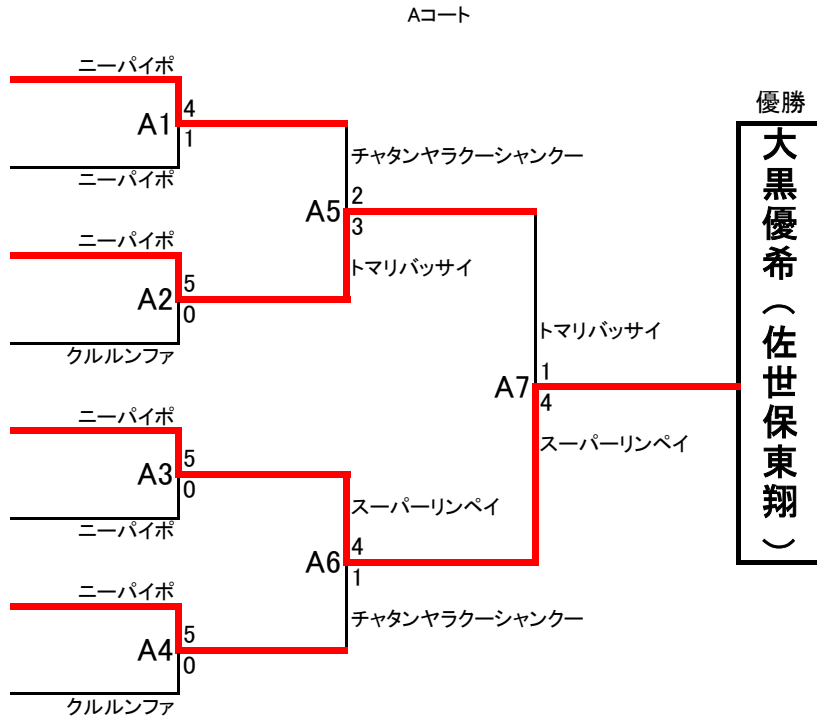 Aコート
ニーパイポ
A1
4
1
ニーパイポ
ニーパイポ
A2
5
0
クルルンファ
ニーパイポ
A3
5
0
ニーパイポ
ニーパイポ
A4
5
0
クルルンファ
チャタンヤラクーシャンクー
A5
2
3
トマリバッサイ
スーパーリンペイ
A6
4
1
チャタンヤラクーシャンクー
トマリバッサイ
A7
1
4
スーパーリンペイ
優勝
大黒優希(佐世保東翔)